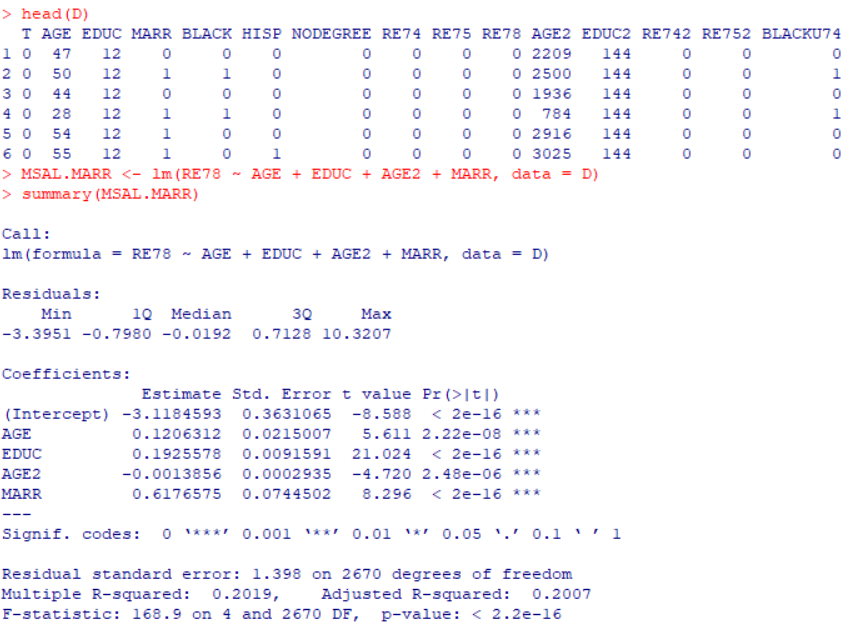 > head(D)
  T AGE EDUC MARR BLACK HISP NODEGREE RE74 RE75 RE78 AGE2 EDUC2 RE742 RE752 BLACKU74
1 0  47   12    0     0    0        0    0    0    0 2209   144     0     0        0
2 0  50   12    1     1    0        0    0    0    0 2500   144     0     0        1
3 0  44   12    0     0    0        0    0    0    0 1936   144     0     0        0
4 0  28   12    1     1    0        0    0    0    0  784   144     0     0        1
5 0  54   12    1     0    0        0    0    0    0 2916   144     0     0        0
6 0  55   12    1     0    1        0    0    0    0 3025   144     0     0        0
> MSAL.MARR <- lm(RE78 ~ AGE + EDUC + AGE2 + MARR, data = D)
> summary(MSAL.MARR)
Call:
lm(formula = RE78 ~ AGE + EDUC + AGE2 + MARR, data = D)
Residuals:
    Min      1Q  Median      3Q     Max
-3.3951 -0.7980 -0.0192  0.7128 10.3207
Coefficients:
              Estimate Std. Error t value Pr(>|t|)
(Intercept) -3.1184593  0.3631065  -8.588  < 2e-16 ***
AGE          0.1206312  0.0215007   5.611 2.22e-08 ***
EDUC         0.1925578  0.0091591  21.024  < 2e-16 ***
AGE2        -0.0013856  0.0002935  -4.720 2.48e-06 ***
MARR         0.6176575  0.0744502   8.296  < 2e-16 ***
---
Signif. codes:  0 ‘***’ 0.001 ‘**’ 0.01 ‘*’ 0.05 ‘.’ 0.1 ‘ ’ 1
Residual standard error: 1.398 on 2670 degrees of freedom
Multiple R-squared:  0.2019,    Adjusted R-squared:  0.2007
F-statistic: 168.9 on 4 and 2670 DF,  p-value: < 2.2e-16